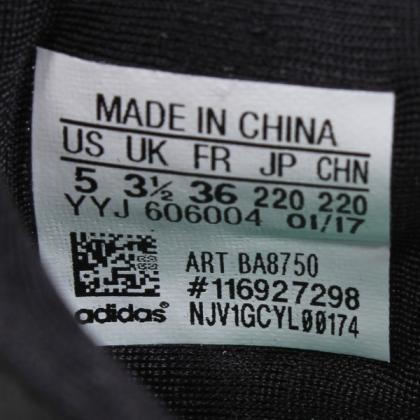 MADE IN CHINA
US UK FR JP CHN
5 3½ 36 220 220
YYJ 606004 01/17
ART BA8750
#116927298
adidas NJV1GCYL00174